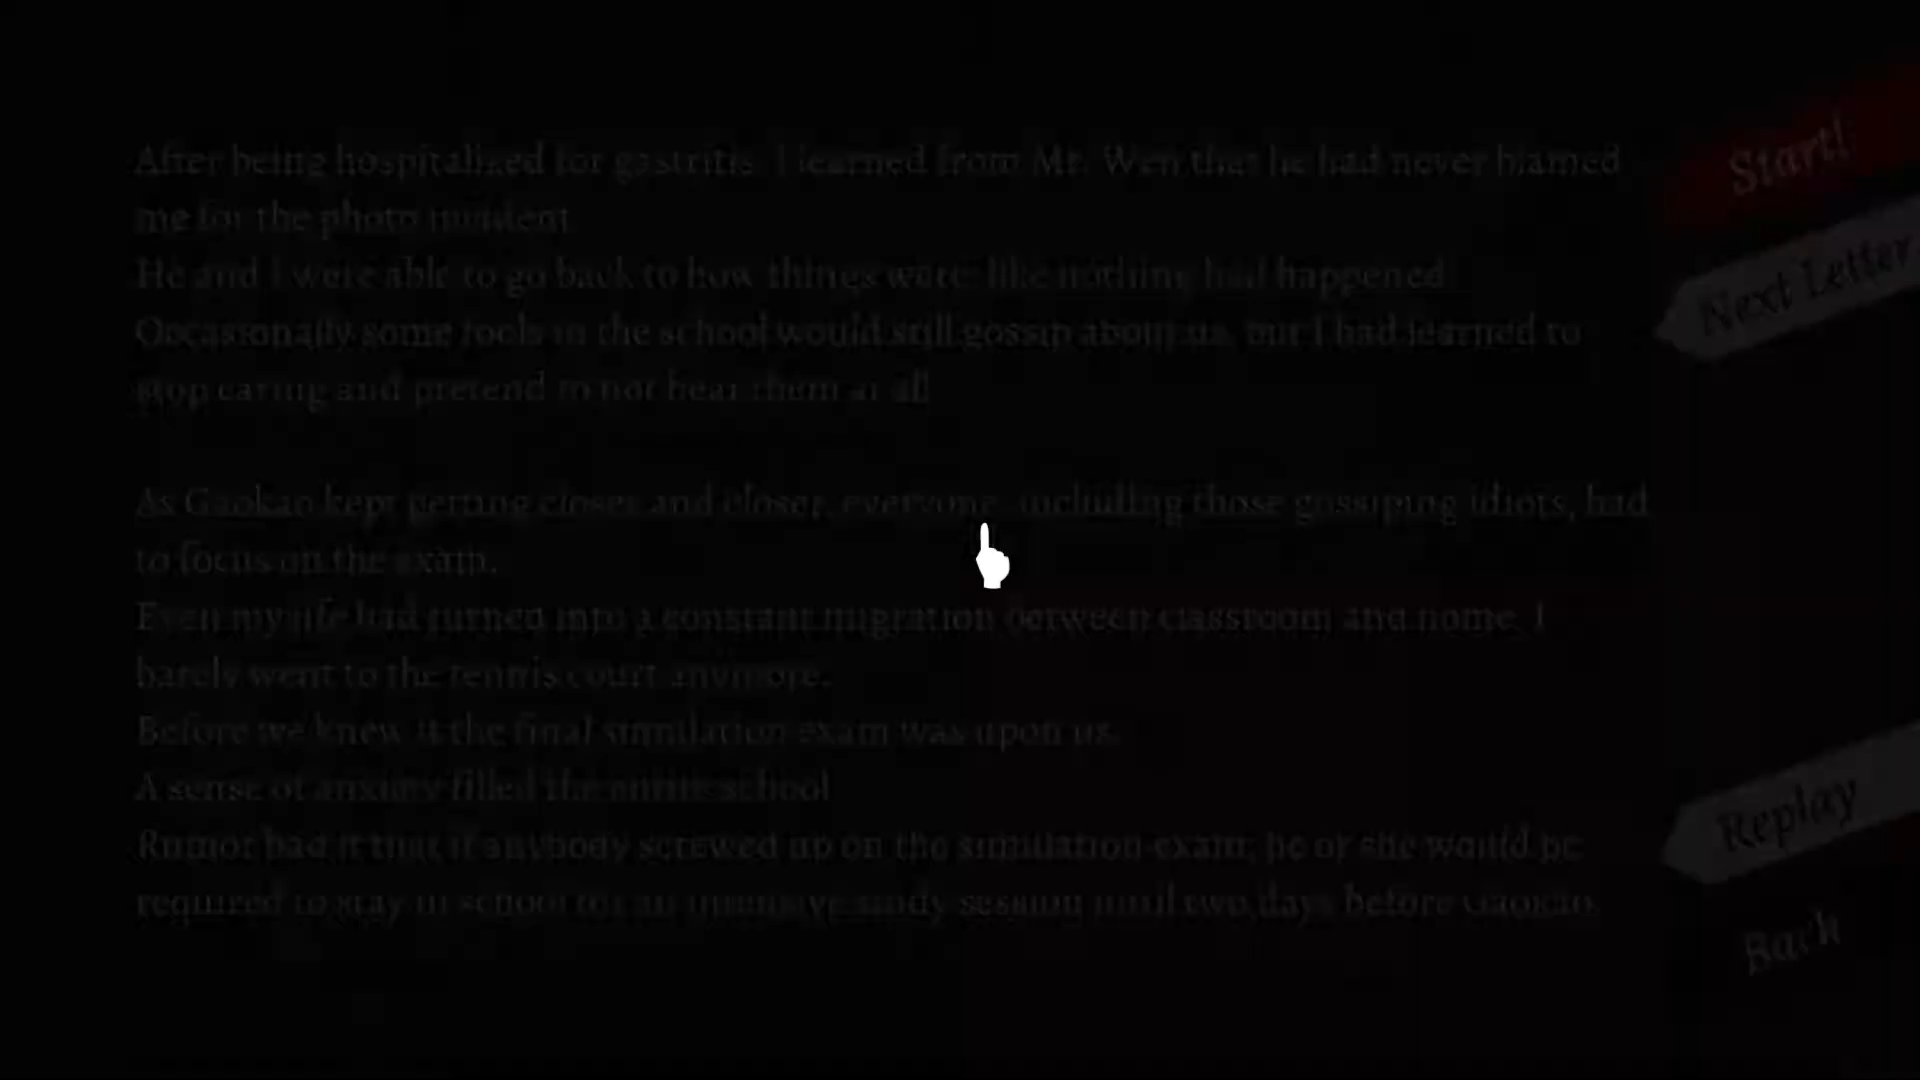 After being hospitalized for gastritis, I learned from Mr. Wen that he had never blamed
me for the photo incident.
He and I were able to go back to how things were, like nothing had happened.
Occasionally some fools in the school would still gossip about us, but I had learned to
stop caring and pretend to not hear them at all.
As Gaokao kept getting closer and closer, everyone, including those gossiping idiots, had
to focus on the exam.
Even my life had turned into a constant migration between classroom and home. I
barely went to the tennis court anymore.
Before we knew it the final simulation exam was upon us.
A sense of anxiety filled the entire school.
Rumor had it that if anybody screwed up on the simulation exam, he or she would be
required to stay in school for an intensive study session until two days before Gaokao.
Start!
Next Letter
Replay
Back